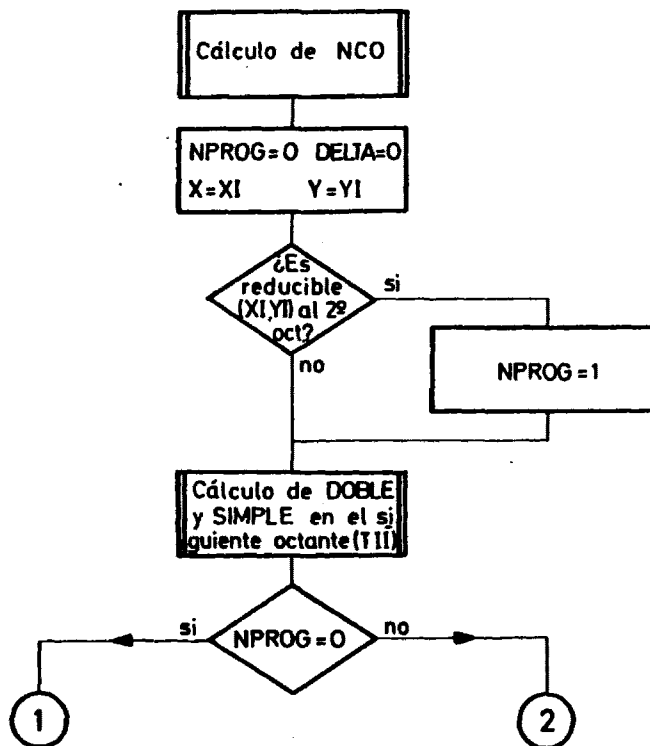 Cálculo de NCO
NPROG=0 DELTA=0
X=XI Y=YI
¿Es
reducible
(XI,YI) al 2º
oct?
si
no
NPROG=1
Cálculo de DOBLE
y SIMPLE en el si
guiente octante (TII)
si
NPROG=0
no
1
2